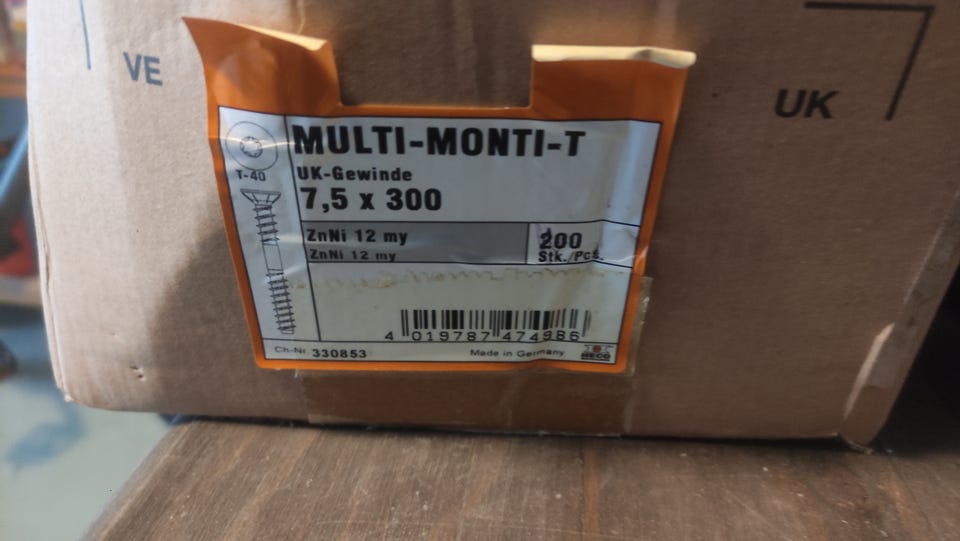 VE
UK
MULTI-MONTI-T
T-40
UK-Gewinde
7,5 x 300
ZnNi 12 my
ZnNi 12 my
200
Stk./Pcs.
4 019787 474986
Ch-Nr 330853
Made in Germany
HECO